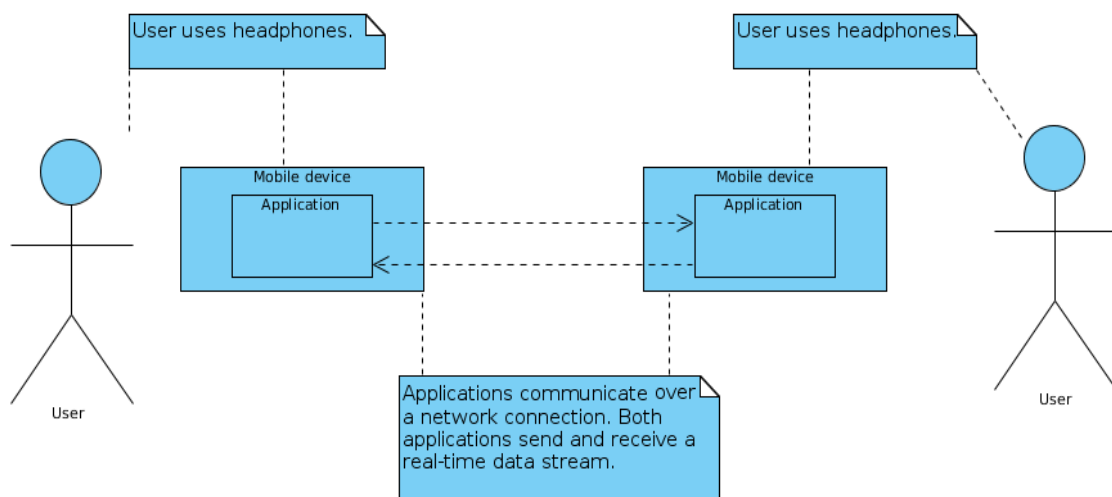 User uses headphones.
User uses headphones.
Mobile device
Application
Mobile device
Application
User
User
Applications communicate over
a network connection. Both
applications send and receive a
real-time data stream.